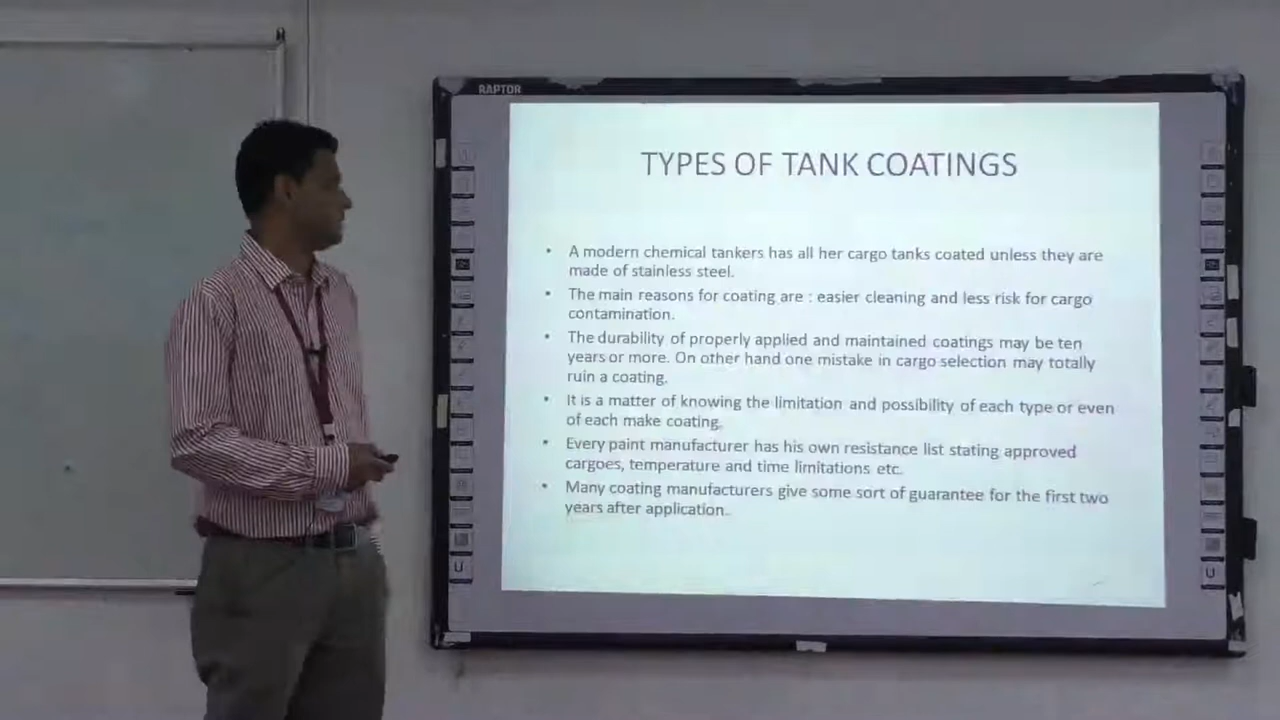 RAPTOR
TYPES OF TANK COATINGS
• A modern chemical tankers has all her cargo tanks coated unless they are
made of stainless steel.
• The main reasons for coating are : easier cleaning and less risk for cargo
contamination.
• The durability of properly applied and maintained coatings may be ten
years or more. On other hand one mistake in cargo selection may totally
ruin a coating.
• It is a matter of knowing the limitation and possibility of each type or even
of each make coating.
• Every paint manufacturer has his own resistance list stating approved
cargoes, temperature and time limitations etc.
• Many coating manufacturers give some sort of guarantee for the first two
years after application.
U
U